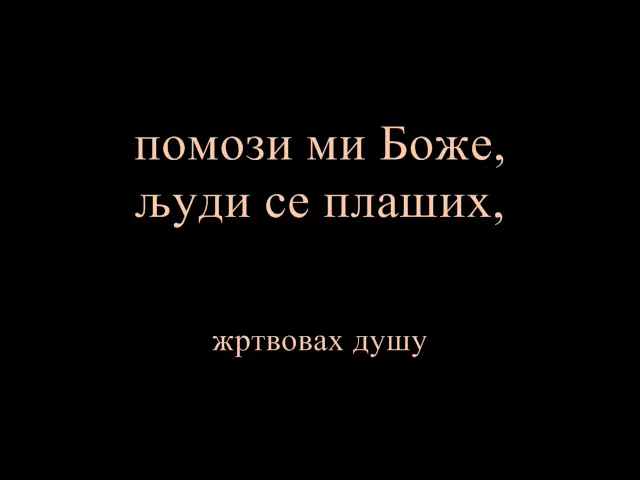 помози ми Боже,
људи се плаших,
жртвовах душу